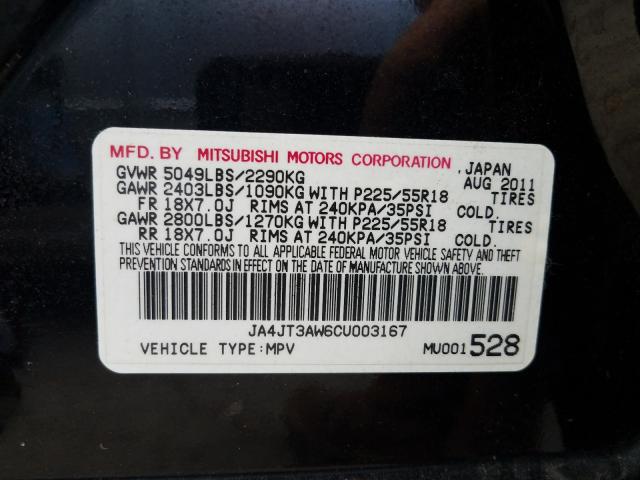 MFD. BY MITSUBISHI MOTORS CORPORATION , JAPAN
GVWR 5049LBS/2290KG AUG 2011
GAWR 2403LBS/1090KG WITH P225/55R18 TIRES
FR 18X7.0J RIMS AT 240KPA/35PSI COLD.
GAWR 2800LBS/1270KG WITH P225/55R18 TIRES
RR 18X7.0J RIMS AT 240KPA/35PSI COLD.
THIS VEHICLE CONFORMS TO ALL APPLICABLE FEDERAL MOTOR VEHICLE SAFETY AND THEFT
PREVENTION STANDARDS IN EFFECT ON THE DATE OF MANUFACTURE SHOWN ABOVE.
JA4JT3AW6CU003167
VEHICLE TYPE:MPV MU001528